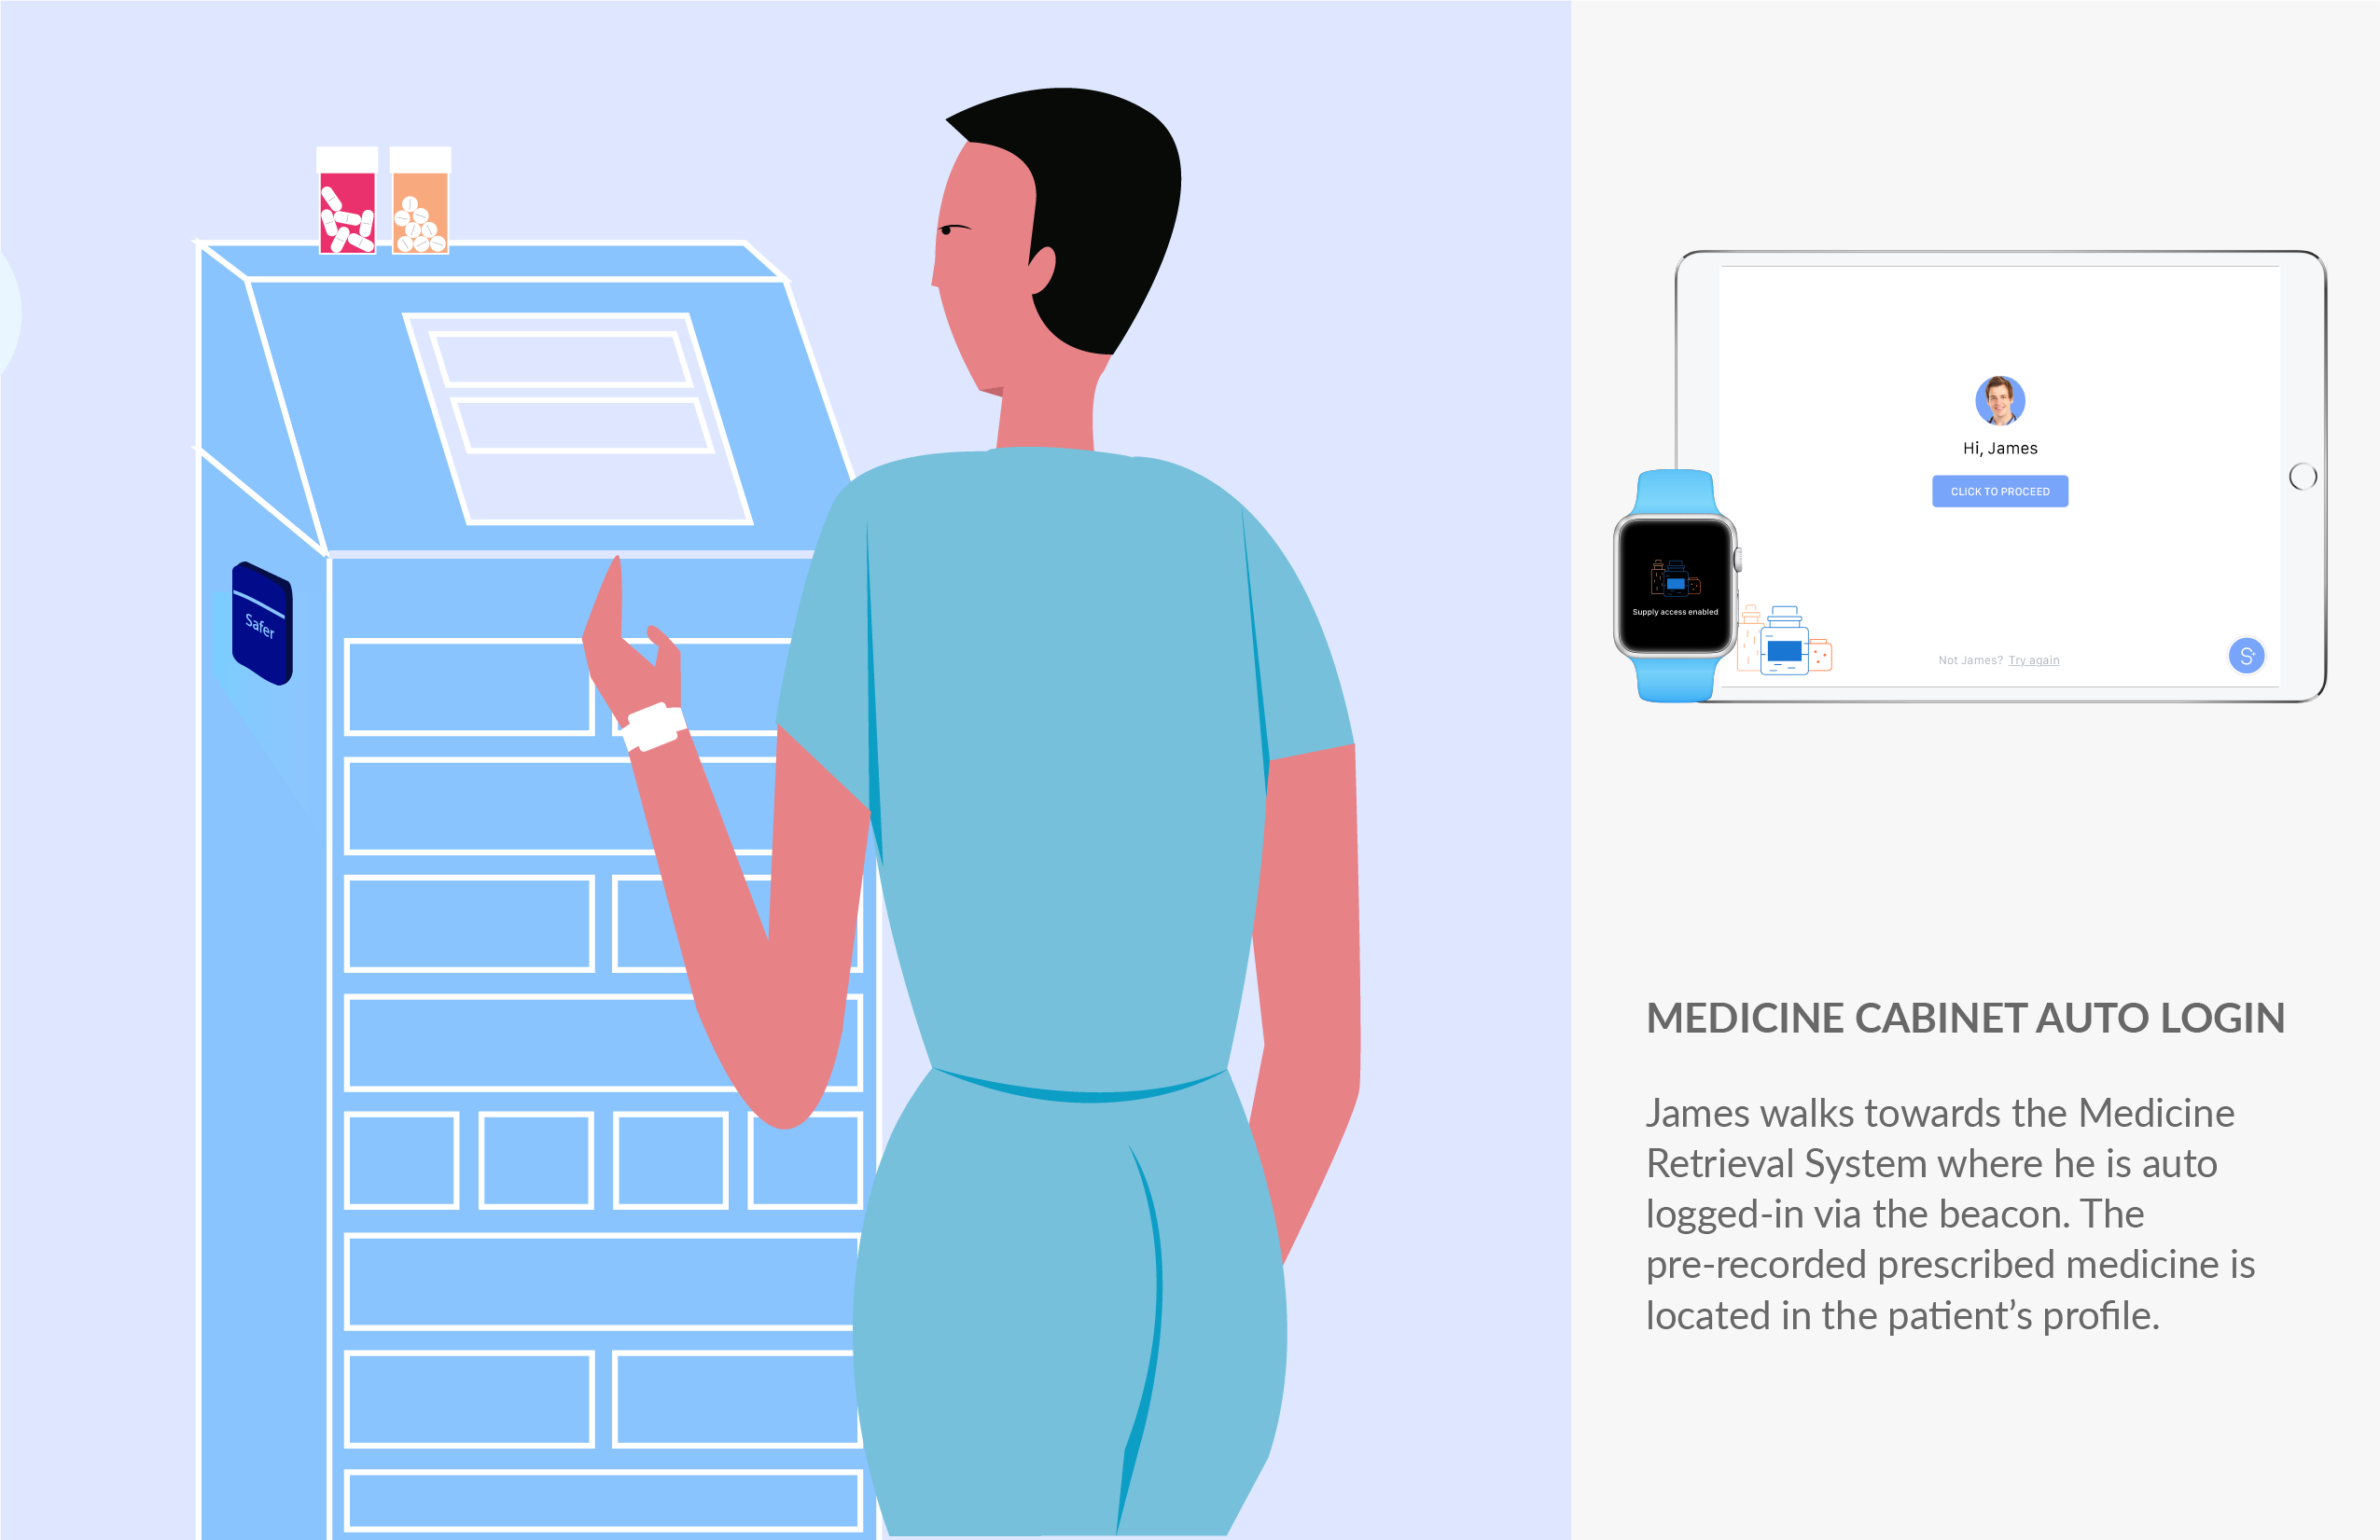 Safer
Hi, James
CLICK TO PROCEED
Supply access enabled
Not James? Try again
S+
MEDICINE CABINET AUTO LOGIN
James walks towards the Medicine
Retrieval System where he is auto
logged-in via the beacon. The
pre-recorded prescribed medicine is
located in the patient’s profile.